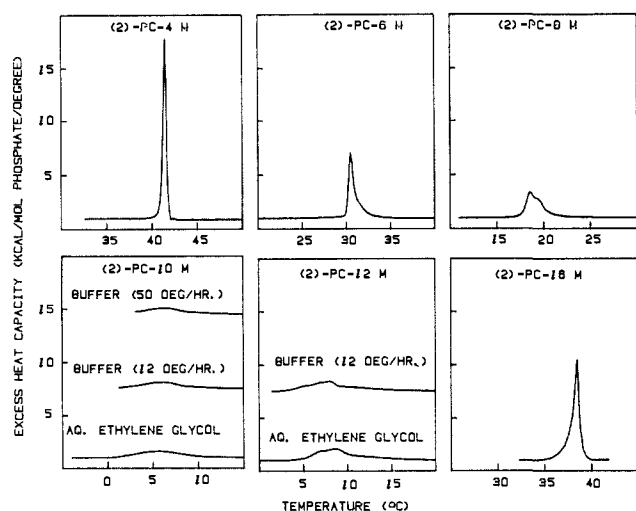 (2)-PC-4 M
(2)-PC-6 M
(2)-PC-8 M
EXCESS HEAT CAPACITY (KCAL/MOL PHOSPHATE/DEGREE)
15
10
5
35 40 45
25 30 35
15 20 25
(2)-PC-10 M
BUFFER (50 DEG/HR.)
BUFFER (12 DEG/HR.)
AQ. ETHYLENE GLYCOL
(2)-PC-12 M
BUFFER (12 DEG/HR.)
AQ. ETHYLENE GLYCOL
(2)-PC-16 M
15
10
5
0 5 10
5 10 15
30 35 40
TEMPERATURE (ºC)